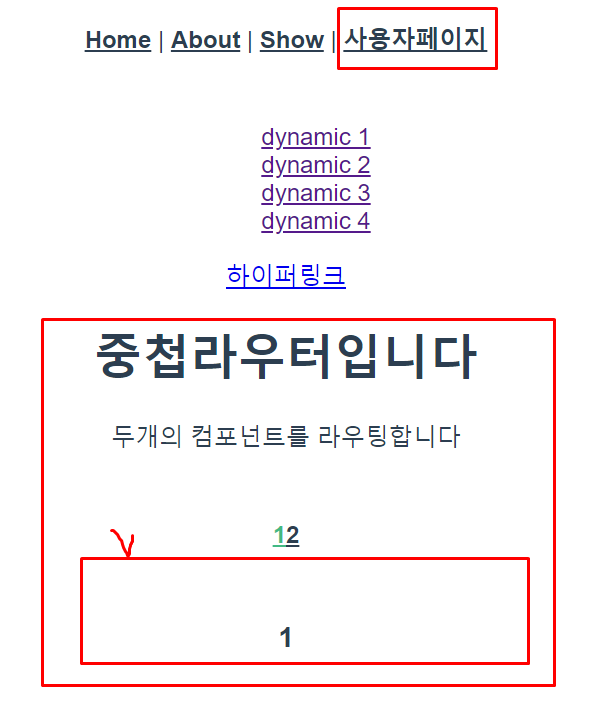 Home | About | Show | 사용자페이지
dynamic 1
dynamic 2
dynamic 3
dynamic 4
하이퍼링크
중첩라우터입니다
두개의 컴포넌트를 라우팅합니다
12
1